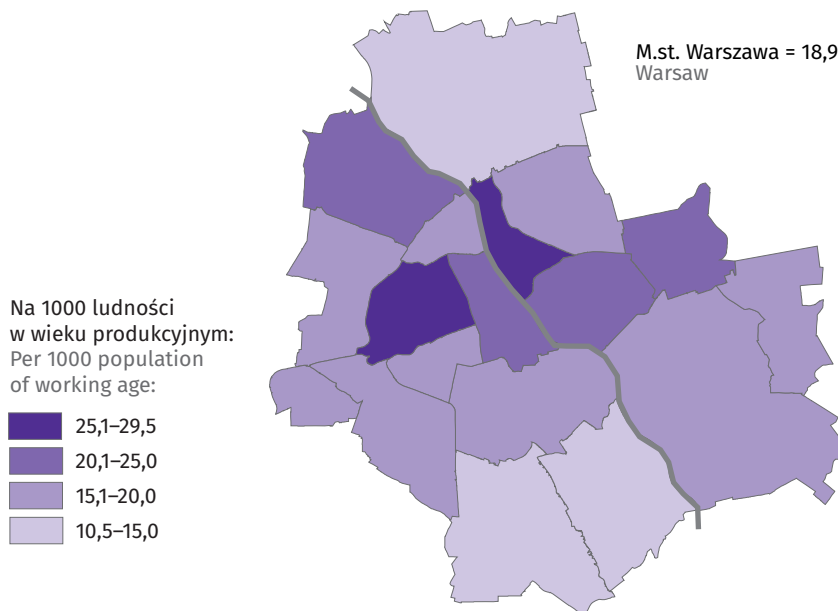 M.st. Warszawa = 18,9
Warsaw
Na 1000 ludności
w wieku produkcyjnym:
Per 1000 population
of working age:
25,1–29,5
20,1–25,0
15,1–20,0
10,5–15,0